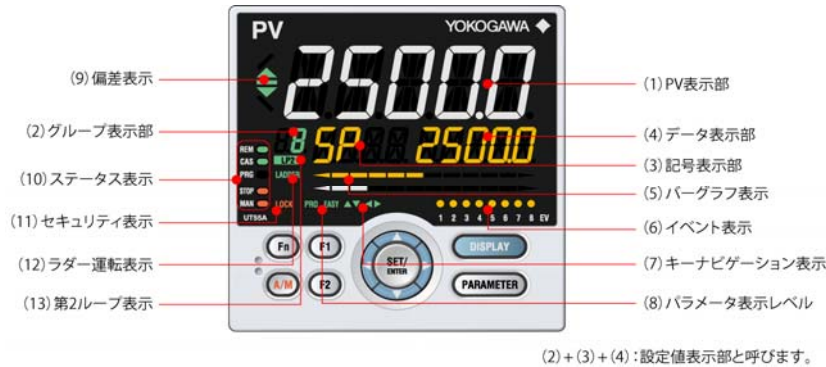 PV
YOKOGAWA
2500.0
8
SP
2500.0
REM
CAS
PRG
STOP
MAN
LP2
LADDER
LOCK
PRO EASY
UT55A
1 2 3 4 5 6 7 8 EV
Fn
F1
A/M
F2
SET/
ENTER
DISPLAY
PARAMETER
(9) 偏差表示
(2) グループ表示部
(10) ステータス表示
(11) セキュリティ表示
(12) ラダー運転表示
(13) 第2ループ表示
(1) PV表示部
(4) データ表示部
(3) 記号表示部
(5) バーグラフ表示
(6) イベント表示
(7) キーナビゲーション表示
(8) パラメータ表示レベル
(2)+(3)+(4):設定値表示部と呼びます。